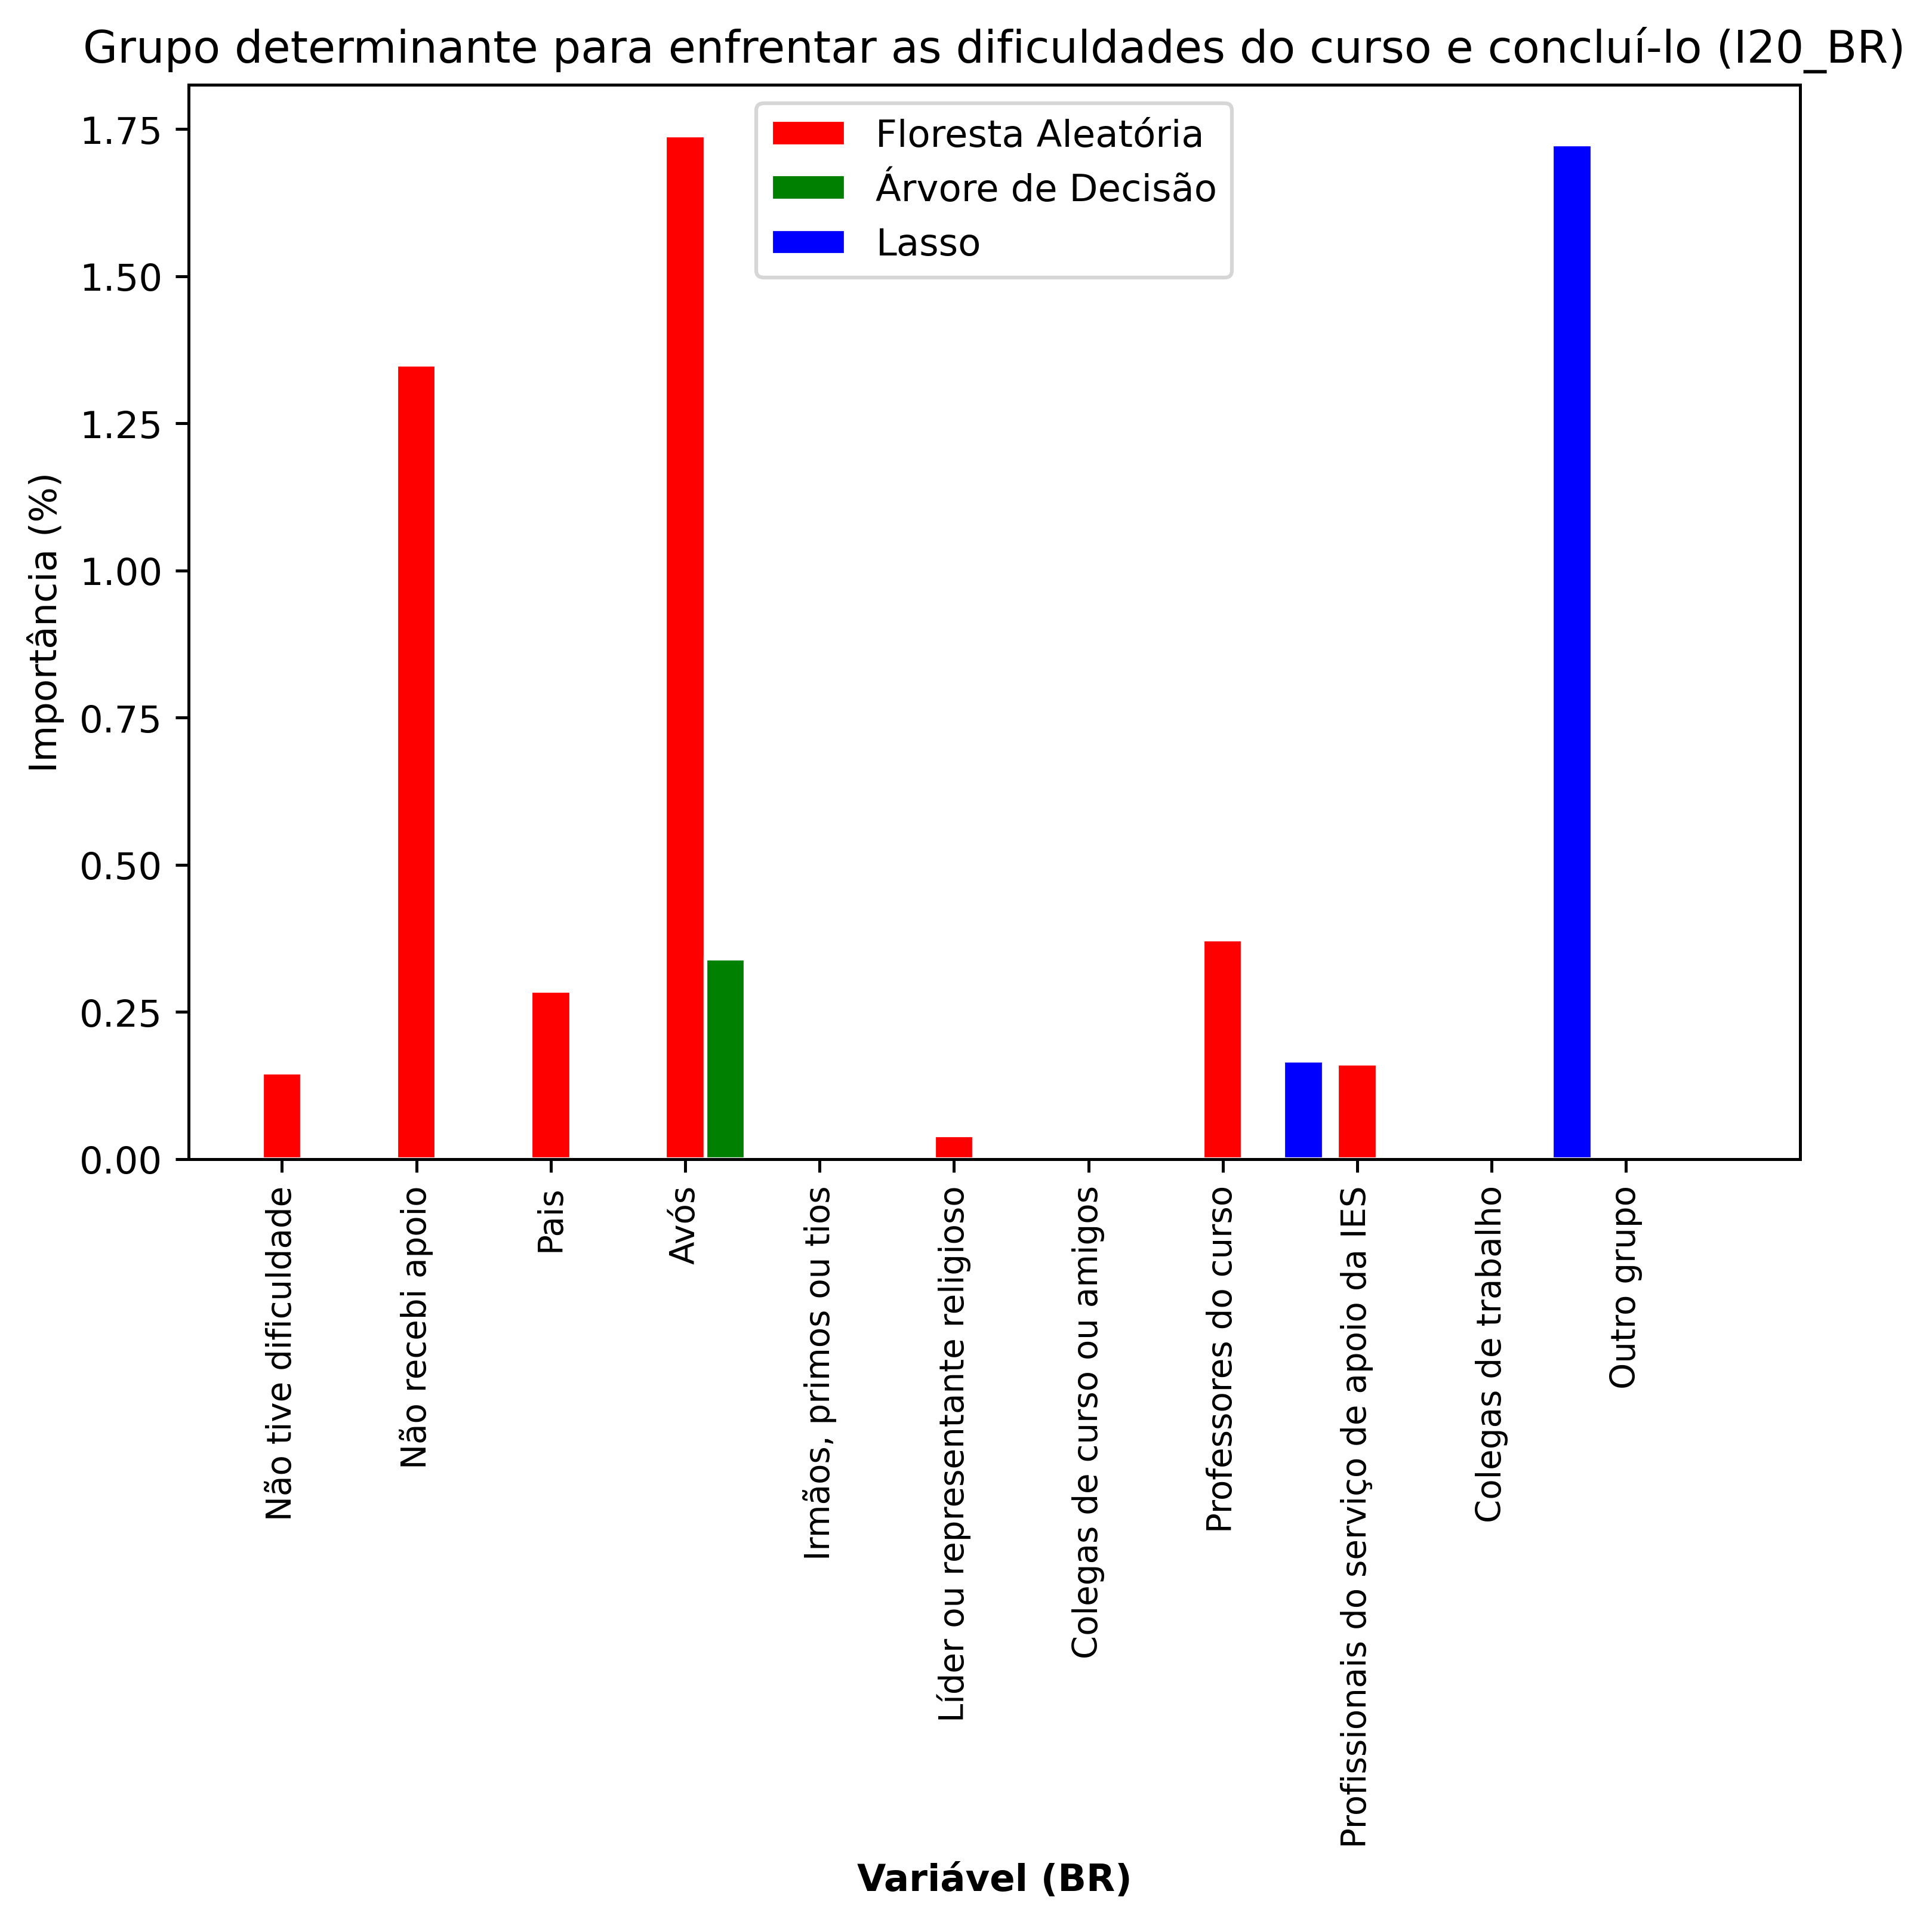 Grupo determinante para enfrentar as dificuldades do curso e concluí-lo (I20_BR)
Floresta Aleatória
Árvore de Decisão
Lasso
Importância (%)
1.75
1.50
1.25
1.00
0.75
0.50
0.25
0.00
Não tive dificuldade
Não recebi apoio
Pais
Avós
Irmãos, primos ou tios
Líder ou representante religioso
Colegas de curso ou amigos
Professores do curso
Profissionais do serviço de apoio da IES
Colegas de trabalho
Outro grupo
Variável (BR)